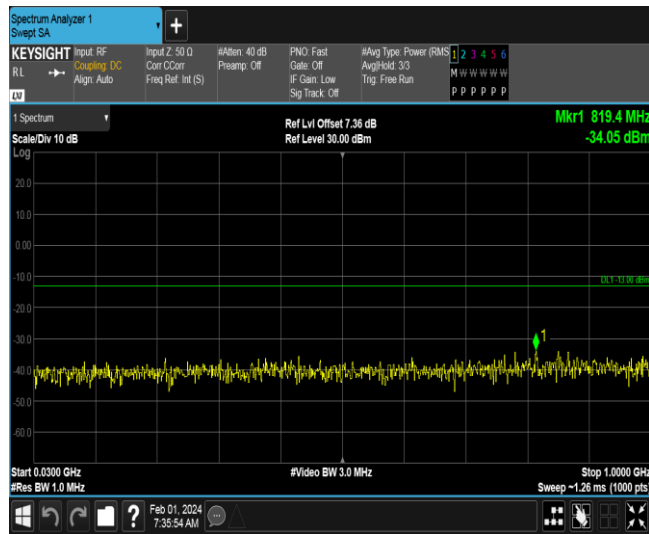 Spectrum Analyzer 1
Swept SA
+
KEYSIGHT
RL
LXI
Input: RF
Coupling: DC
Align: Auto
Input Z: 50 Ω
Corr CCorr
Freq Ref: Int (S)
#Atten: 40 dB
Preamp: Off
PNO: Fast
Gate: Off
IF Gain: Low
Sig Track: Off
#Avg Type: Power (RMS
Avg|Hold: 3/3
Trig: Free Run
1 2 3 4 5 6
M W W W W W
P P P P P P
1 Spectrum
Scale/Div 10 dB
Ref Lvl Offset 7.36 dB
Ref Level 30.00 dBm
Mkr1 819.4 MHz
-34.05 dBm
Log
20.0
10.0
0.00
-10.0
DL1 -13.00 dBm
-20.0
-30.0
1
-40.0
-50.0
-60.0
Start 0.0300 GHz
#Video BW 3.0 MHz
Stop 1.0000 GHz
#Res BW 1.0 MHz
Sweep ~1.26 ms (1000 pts)
?
Feb 01, 2024
7:35:54 AM